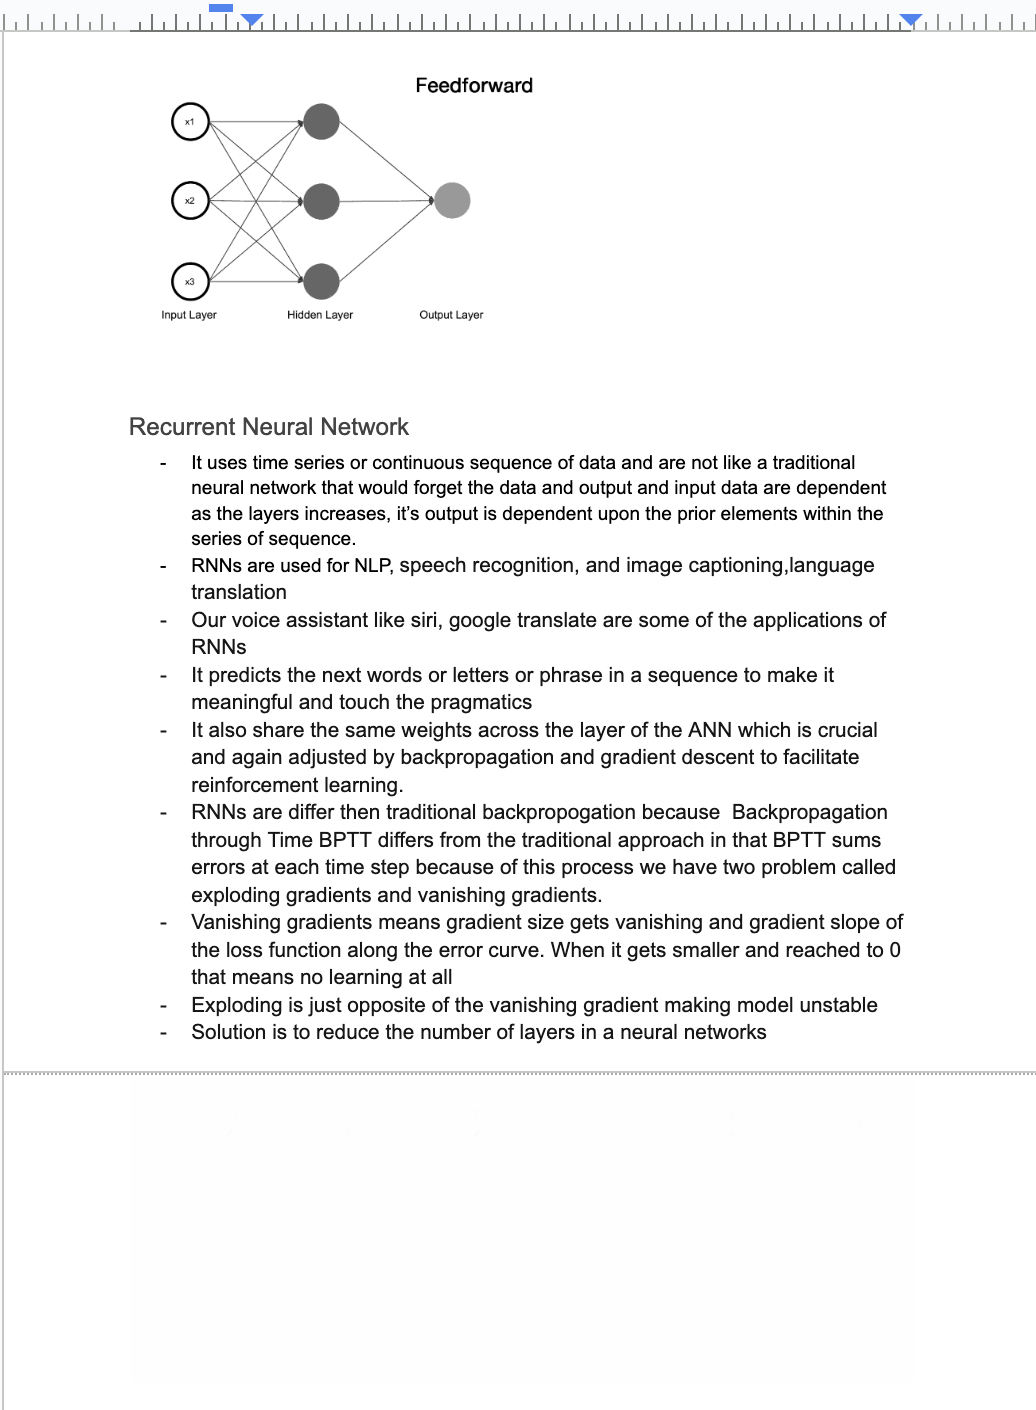 Feedforward
x1
x2
x3
Input Layer
Hidden Layer
Output Layer
Recurrent Neural Network
- It uses time series or continuous sequence of data and are not like a traditional
neural network that would forget the data and output and input data are dependent
as the layers increases, it's output is dependent upon the prior elements within the
series of sequence.
- RNNs are used for NLP, speech recognition, and image captioning,language
translation
- Our voice assistant like siri, google translate are some of the applications of
RNNs
- It predicts the next words or letters or phrase in a sequence to make it
meaningful and touch the pragmatics
- It also share the same weights across the layer of the ANN which is crucial
and again adjusted by backpropagation and gradient descent to facilitate
reinforcement learning.
- RNNs are differ then traditional backpropogation because  Backpropagation
through Time BPTT differs from the traditional approach in that BPTT sums
errors at each time step because of this process we have two problem called
exploding gradients and vanishing gradients.
- Vanishing gradients means gradient size gets vanishing and gradient slope of
the loss function along the error curve. When it gets smaller and reached to 0
that means no learning at all
- Exploding is just opposite of the vanishing gradient making model unstable
- Solution is to reduce the number of layers in a neural networks